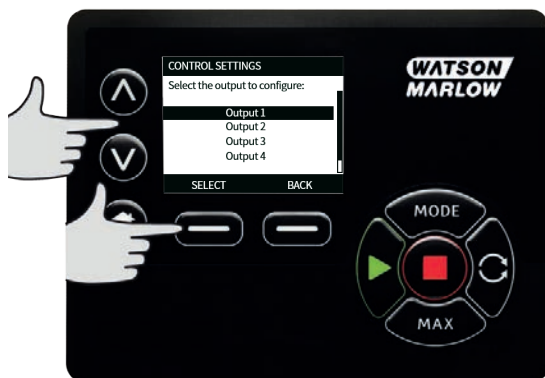 CONTROL SETTINGS
Select the output to configure:
Output 1
Output 2
Output 3
Output 4
SELECT BACK
WATSON
MARLOW
MODE
MAX